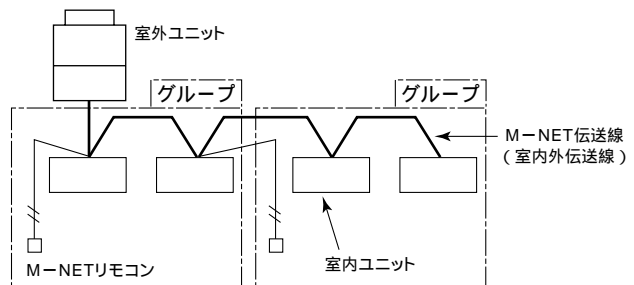 室外ユニット
グループ
グループ
M－NET伝送線
（室内外伝送線）
M－NETリモコン
室内ユニット